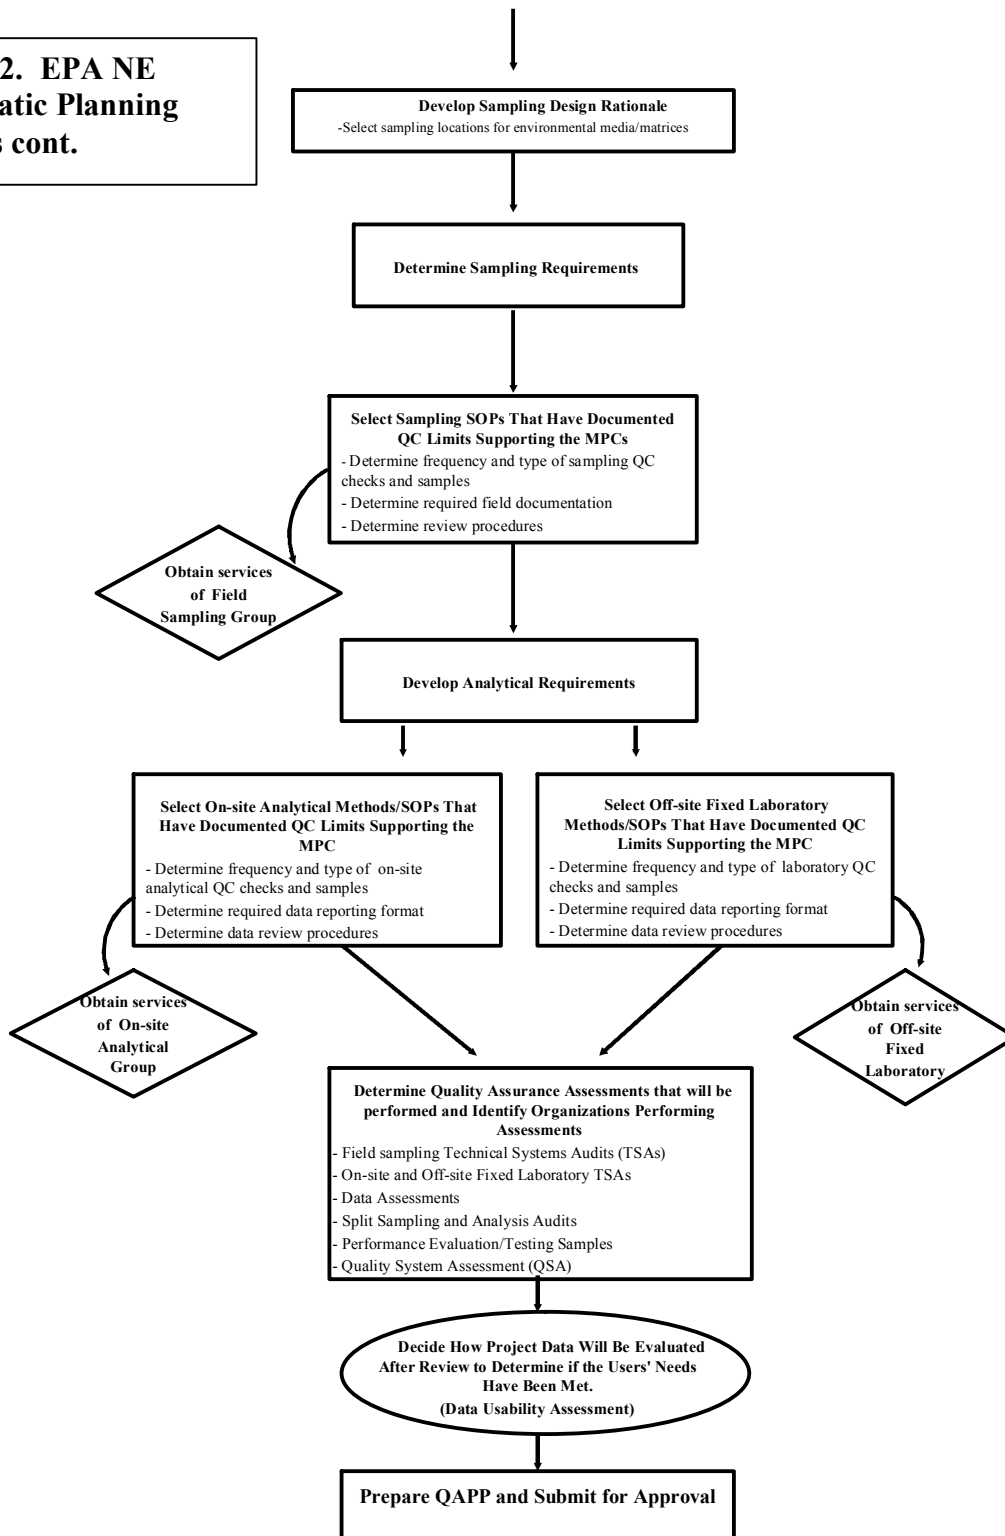 2. EPA NE
atic Planning
s cont.
Develop Sampling Design Rationale
-Select sampling locations for environmental media/matrices
Determine Sampling Requirements
Select Sampling SOPs That Have Documented
QC Limits Supporting the MPCs
- Determine frequency and type of sampling QC
checks and samples
- Determine required field documentation
- Determine review procedures
Obtain services
of Field
Sampling Group
Develop Analytical Requirements
Select On-site Analytical Methods/SOPs That
Have Documented QC Limits Supporting the
MPC
- Determine frequency and type of on-site
analytical QC checks and samples
- Determine required data reporting format
- Determine data review procedures
Select Off-site Fixed Laboratory
Methods/SOPs That Have Documented QC
Limits Supporting the MPC
- Determine frequency and type of laboratory QC
checks and samples
- Determine required data reporting format
- Determine data review procedures
Obtain services
of On-site
Analytical
Group
Obtain services
of Off-site
Fixed
Laboratory
Determine Quality Assurance Assessments that will be
performed and Identify Organizations Performing
Assessments
- Field sampling Technical Systems Audits (TSAs)
- On-site and Off-site Fixed Laboratory TSAs
- Data Assessments
- Split Sampling and Analysis Audits
- Performance Evaluation/Testing Samples
- Quality System Assessment (QSA)
Decide How Project Data Will Be Evaluated
After Review to Determine if the Users' Needs
Have Been Met.
(Data Usability Assessment)
Prepare QAPP and Submit for Approval